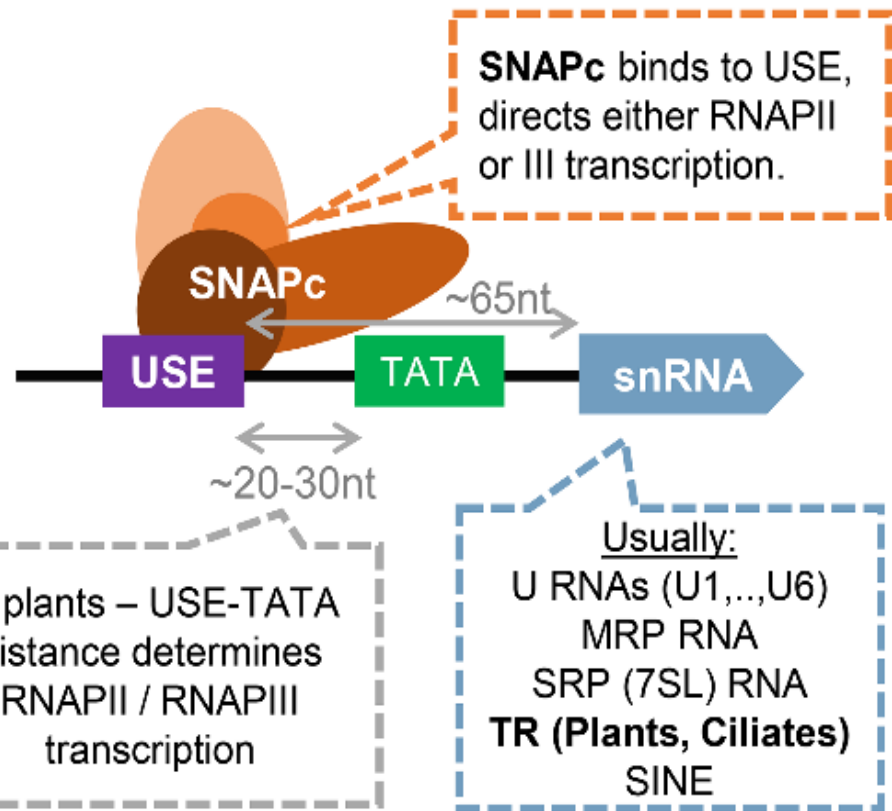 SNAPc binds to USE,
directs either RNAPII
or III transcription.
SNAPc
~65nt
USE
TATA
snRNA
~20-30nt
plants – USE-TATA
distance determines
RNAPII / RNAPIII
transcription
Usually:
U RNAs (U1,..,U6)
MRP RNA
SRP (7SL) RNA
TR (Plants, Ciliates)
SINE